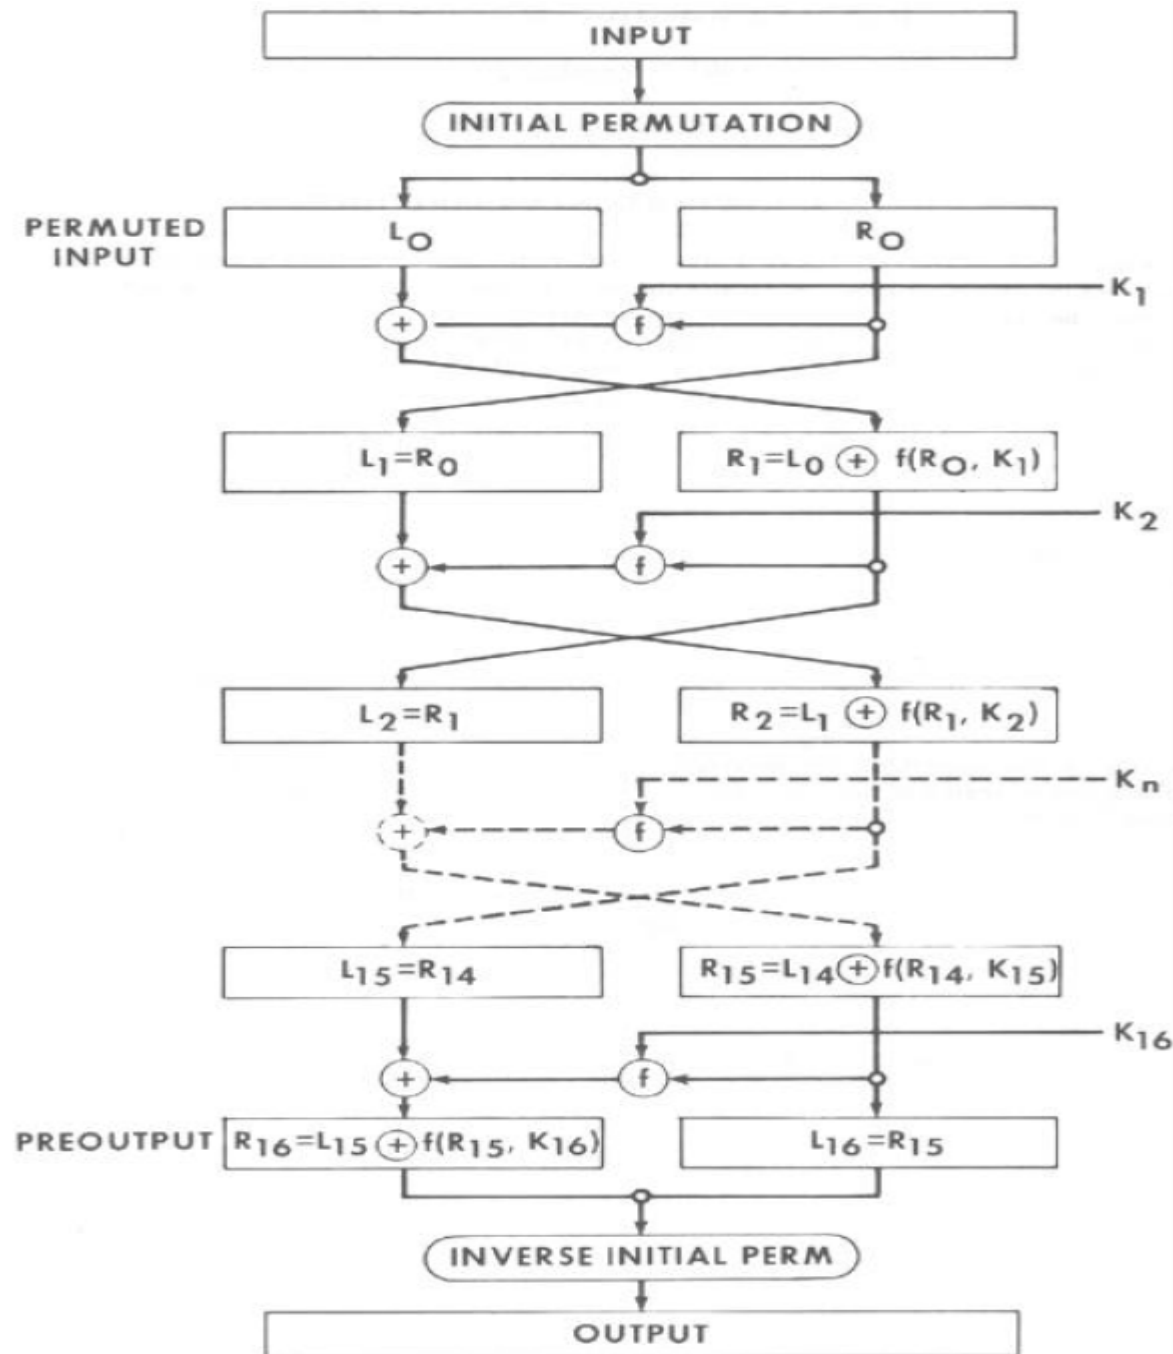 INPUT
INITIAL PERMUTATION
PERMUTED
INPUT
L₀
R₀
K₁
+
f
L₁=R₀
R₁=L₀ ⊕ f(R₀, K₁)
K₂
+
f
L₂=R₁
R₂=L₁ ⊕ f(R₁, K₂)
Kₙ
+
f
L₁₅=R₁₄
R₁₅=L₁₄⊕f(R₁₄, K₁₅)
K₁₆
+
f
PREOUTPUT
R₁₆=L₁₅⊕f(R₁₅, K₁₆)
L₁₆=R₁₅
INVERSE INITIAL PERM
OUTPUT